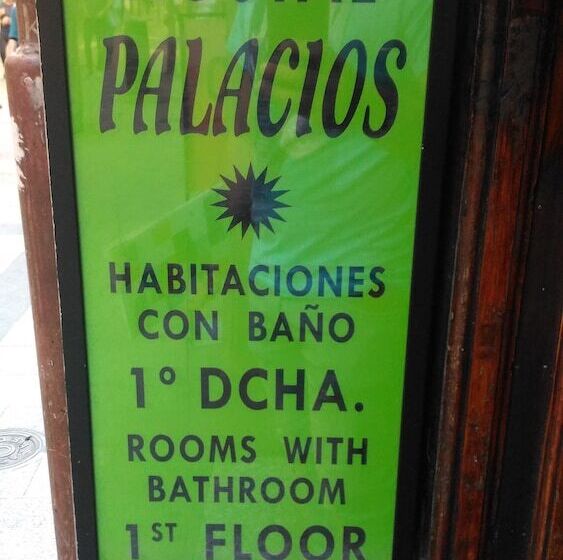 PALACIOS
HABITACIONES
CON BAÑO
1º DCHA.
ROOMS WITH
BATHROOM
1ST FLOOR